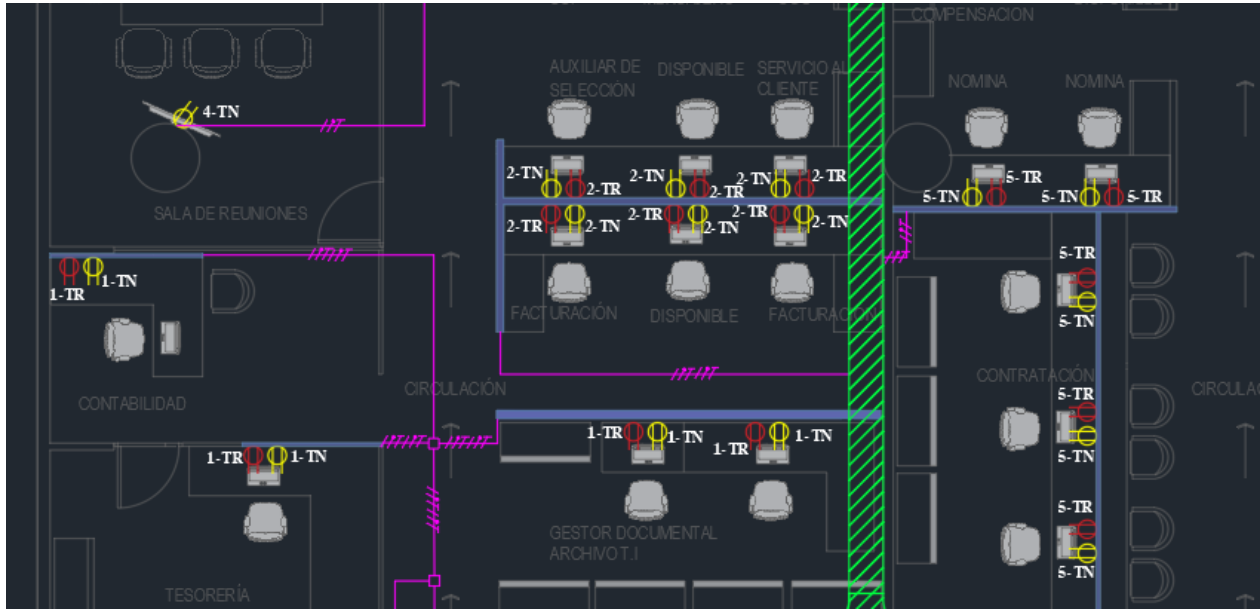 COMPENSACION
AUXILIAR DE
SELECCIÓN
DISPONIBLE
SERVICIO AL
CLIENTE
NOMINA
NOMINA
4-TN
2-TN
2-TR
2-TN
2-TR
2-TN
2-TR
5-TN
5-TR
5-TN
5-TR
SALA DE REUNIONES
2-TR
2-TN
2-TR
2-TN
2-TR
2-TN
1-TR
1-TN
5-TR
5-TN
FACTURACIÓN
DISPONIBLE
FACTURACIÓN
CONTABILIDAD
CIRCULACIÓN
CONTRATACIÓN
5-TR
5-TN
1-TR
1-TN
1-TR
1-TN
1-TR
1-TN
5-TR
5-TN
GESTOR DOCUMENTAL
ARCHIVO T.I
TESORERÍA